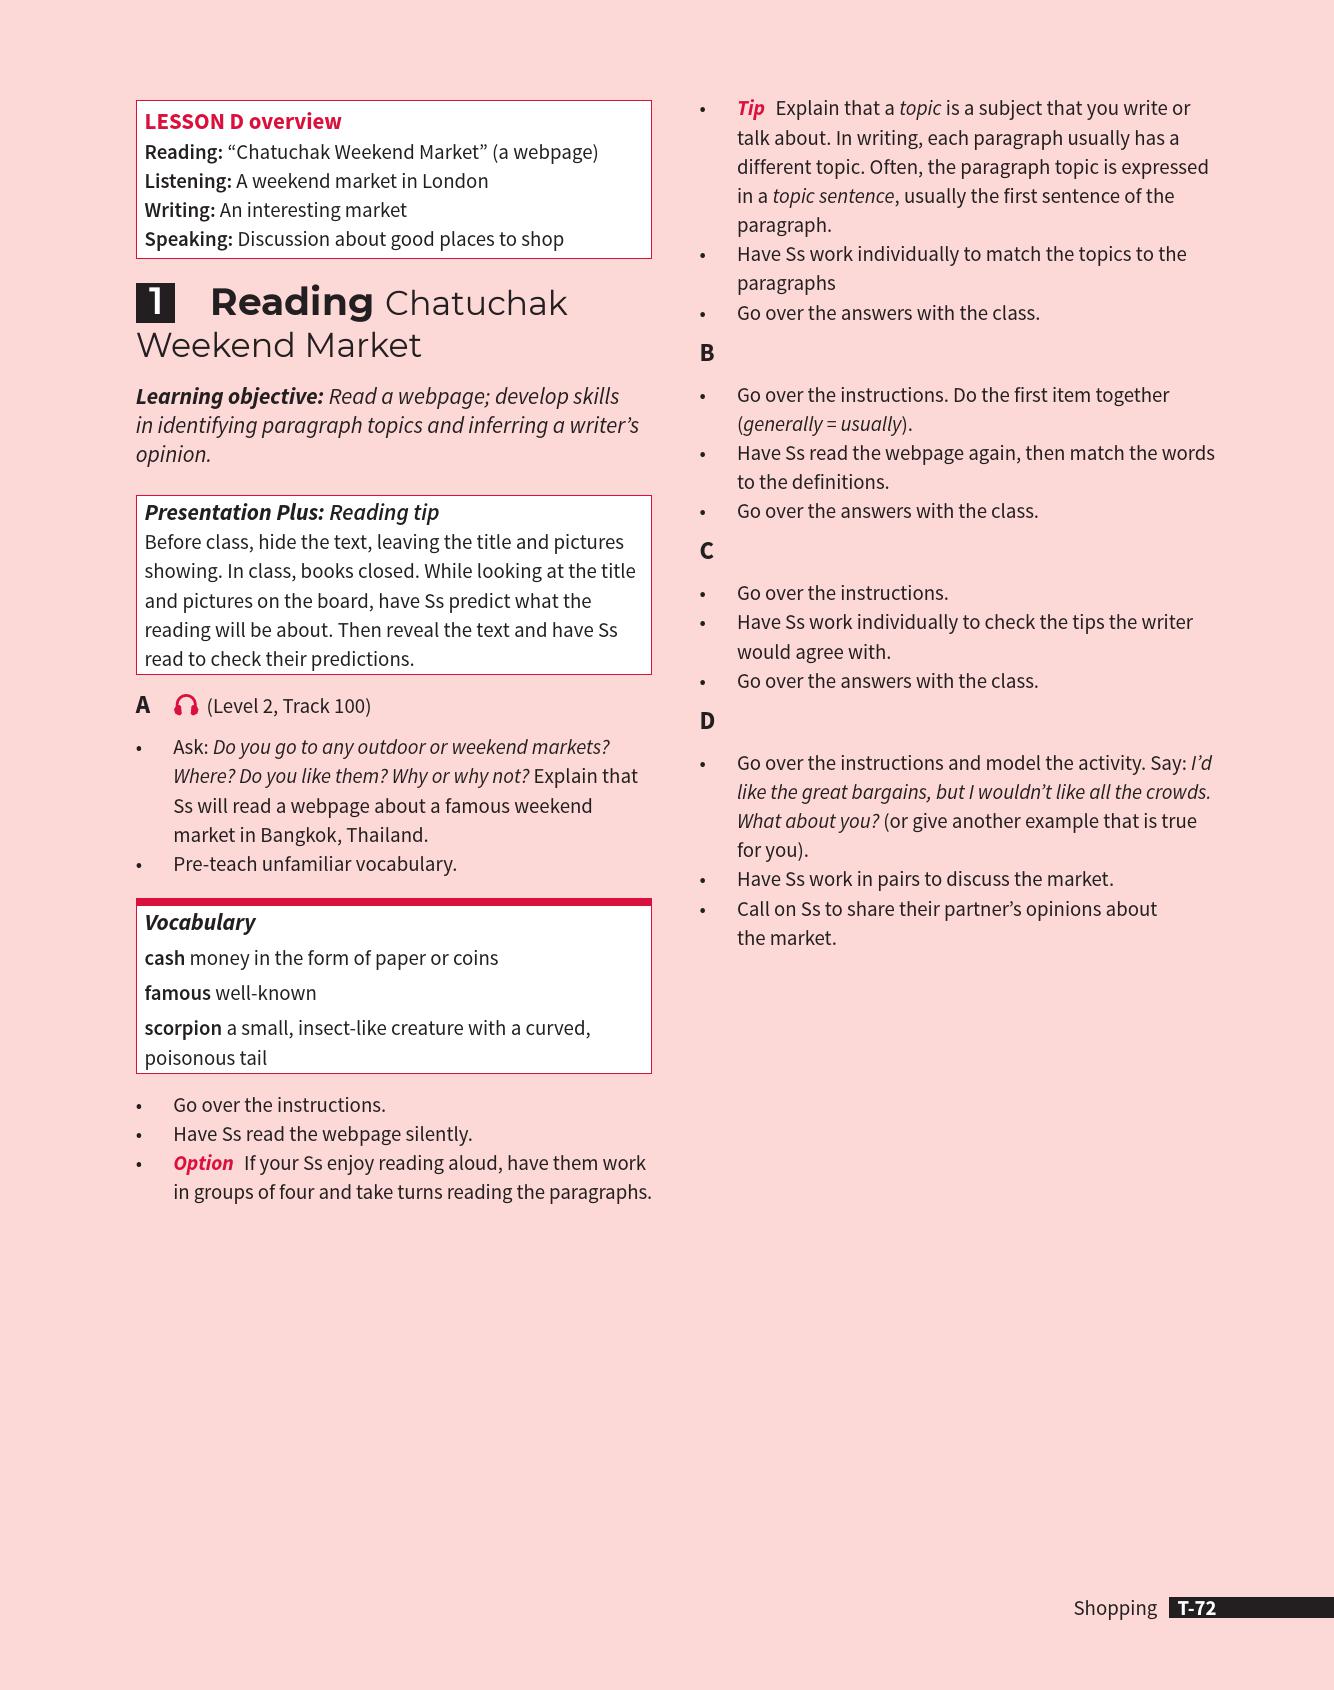 LESSON D overview
Reading: “Chatuchak Weekend Market” (a webpage)
Listening: A weekend market in London
Writing: An interesting market
Speaking: Discussion about good places to shop
1 Reading Chatuchak
Weekend Market
Learning objective: Read a webpage; develop skills
in identifying paragraph topics and inferring a writer’s
opinion.
Presentation Plus: Reading tip
Before class, hide the text, leaving the title and pictures
showing. In class, books closed. While looking at the title
and pictures on the board, have Ss predict what the
reading will be about. Then reveal the text and have Ss
read to check their predictions.
A (Level 2, Track 100)
• Ask: Do you go to any outdoor or weekend markets?
Where? Do you like them? Why or why not? Explain that
Ss will read a webpage about a famous weekend
market in Bangkok, Thailand.
• Pre-teach unfamiliar vocabulary.
Vocabulary
cash money in the form of paper or coins
famous well-known
scorpion a small, insect-like creature with a curved,
poisonous tail
• Go over the instructions.
• Have Ss read the webpage silently.
• Option If your Ss enjoy reading aloud, have them work
in groups of four and take turns reading the paragraphs.
• Tip Explain that a topic is a subject that you write or
talk about. In writing, each paragraph usually has a
different topic. Often, the paragraph topic is expressed
in a topic sentence, usually the first sentence of the
paragraph.
• Have Ss work individually to match the topics to the
paragraphs
• Go over the answers with the class.
B
• Go over the instructions. Do the first item together
(generally = usually).
• Have Ss read the webpage again, then match the words
to the definitions.
• Go over the answers with the class.
C
• Go over the instructions.
• Have Ss work individually to check the tips the writer
would agree with.
• Go over the answers with the class.
D
• Go over the instructions and model the activity. Say: I’d
like the great bargains, but I wouldn’t like all the crowds.
What about you? (or give another example that is true
for you).
• Have Ss work in pairs to discuss the market.
• Call on Ss to share their partner’s opinions about
the market.
Shopping T-72